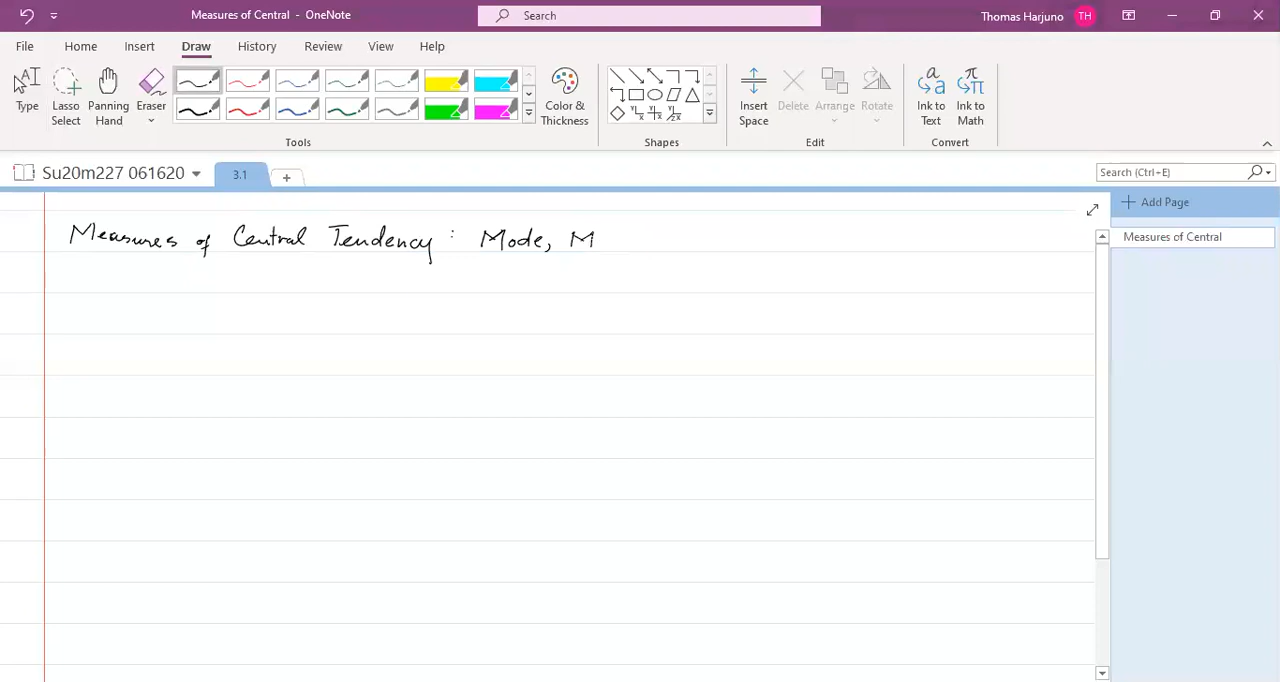 Measures of Central - OneNote
Search
Thomas Harjuno TH
File Home Insert Draw View History Review View Help
Type
Lasso Select
Panning Hand
Eraser
Color & Thickness
Insert Space
Delete
Arrange
Rotate
Ink to Text
Ink to Math
Tools
Shapes
Edit
Convert
Su20m227 061620
3.1
Search (Ctrl+E)
Add Page
Measures of Central
Measures of Central Tendency : Mode, M